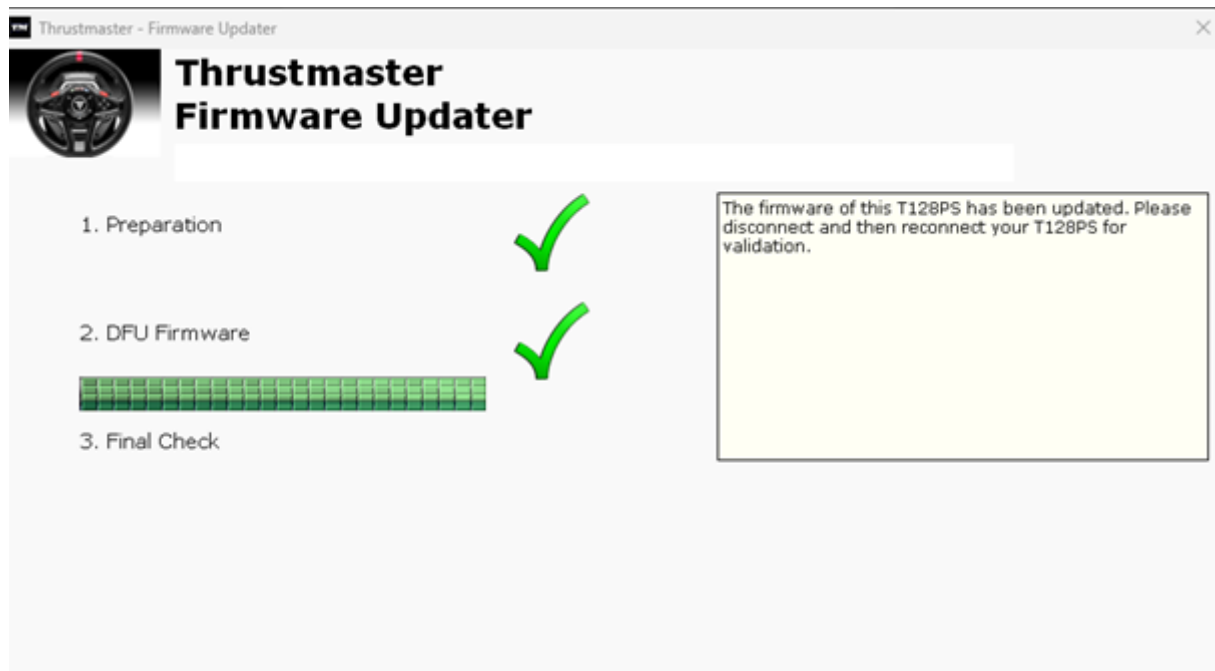 Thrustmaster - Firmware Updater
Thrustmaster
Firmware Updater
1. Preparation
The firmware of this T128PS has been updated. Please
disconnect and then reconnect your T128PS for
validation.
2. DFU Firmware
3. Final Check